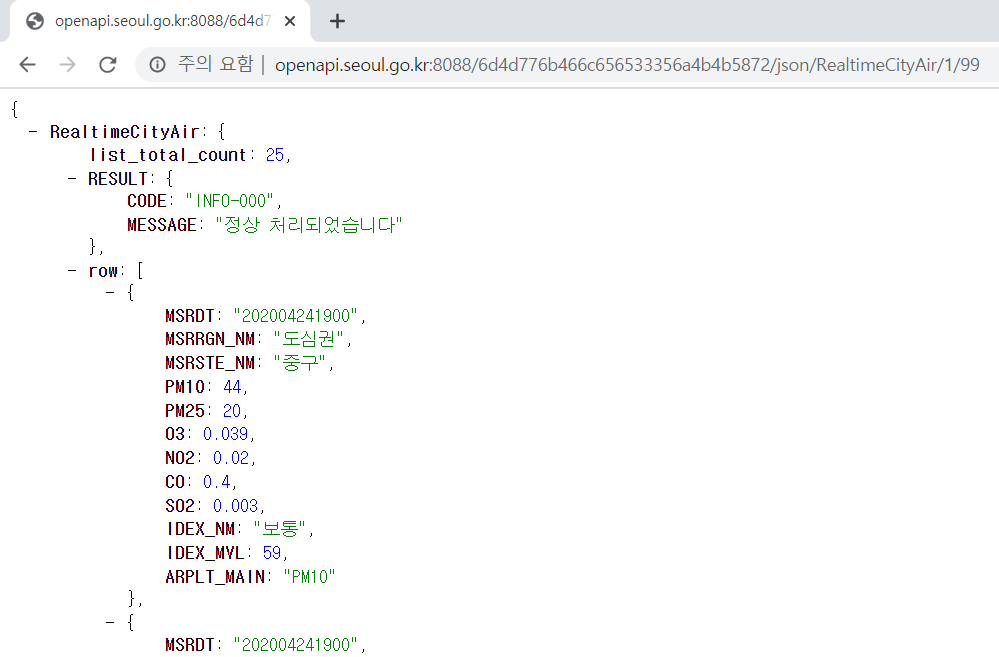 openapi.seoul.go.kr:8088/6d4d7
주의 요함 | openapi.seoul.go.kr:8088/6d4d776b466c656533356a4b4b5872/json/RealtimeCityAir/1/99
{
- RealtimeCityAir: {
list_total_count: 25,
- RESULT: {
CODE: "INFO-000",
MESSAGE: "정상 처리되었습니다"
},
- row: [
- {
MSRDT: "202004241900",
MSRRGN_NM: "도심권",
MSRSTE_NM: "중구",
PM10: 44,
PM25: 20,
O3: 0.039,
NO2: 0.02,
CO: 0.4,
SO2: 0.003,
IDEX_NM: "보통",
IDEX_MVL: 59,
ARPLT_MAIN: "PM10"
},
- {
MSRDT: "202004241900",